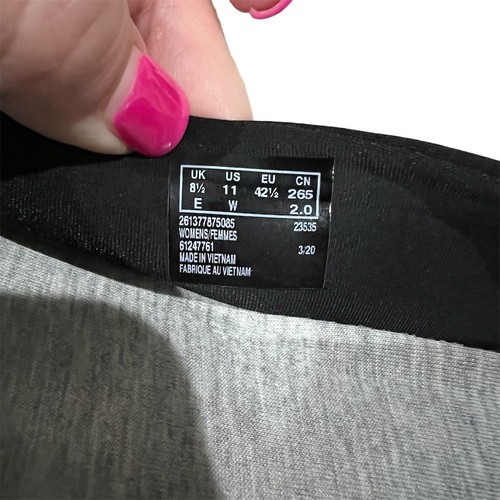 UK US EU CN
8½ 11 42½ 265
E W 2.0
261377875085 23535
WOMENS/FEMMES
61247761 3/20
MADE IN VIETNAM
FABRIQUE AU VIETNAM